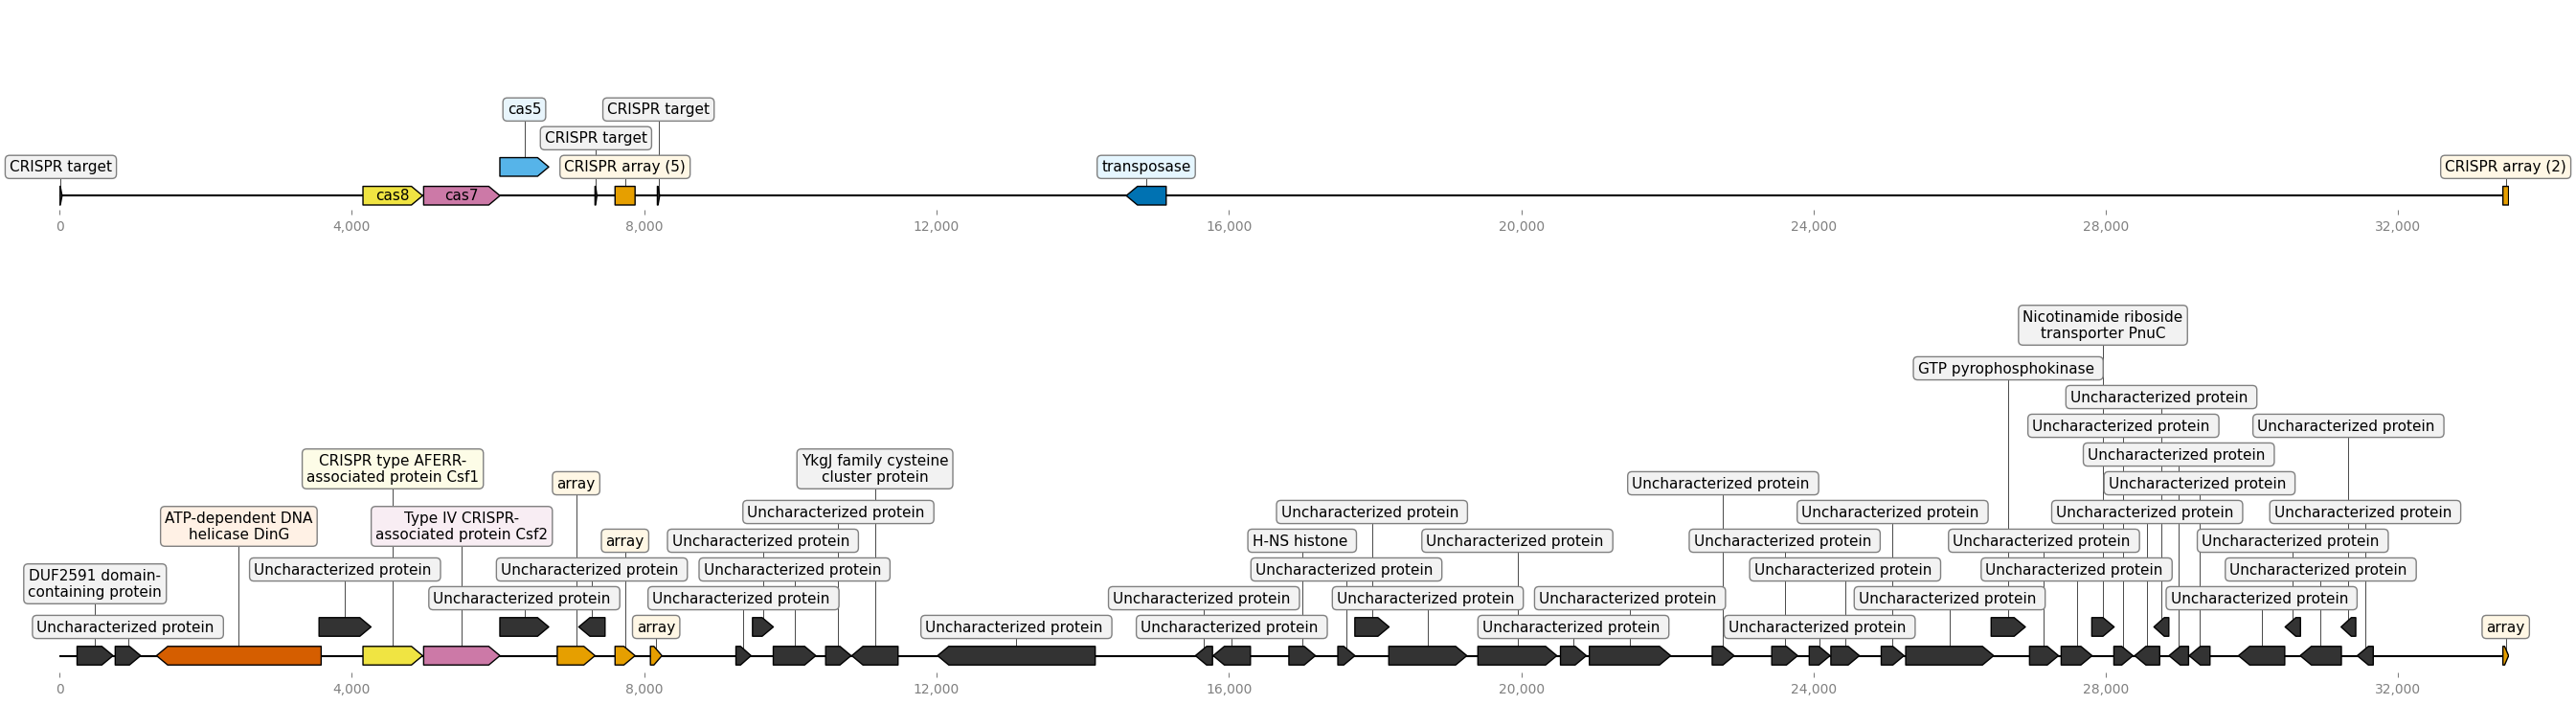 cas5
CRISPR target
CRISPR target
CRISPR target
CRISPR array (5)
transposase
CRISPR array (2)
cas8
cas7
0
4,000
8,000
12,000
16,000
20,000
24,000
28,000
32,000
Nicotinamide riboside
transporter PnuC
GTP pyrophosphokinase
Uncharacterized protein
Uncharacterized protein
Uncharacterized protein
Uncharacterized protein
CRISPR type AFERR-
associated protein Csf1
YkgJ family cysteine
cluster protein
array
Uncharacterized protein
Uncharacterized protein
ATP-dependent DNA
helicase DinG
Type IV CRISPR-
associated protein Csf2
Uncharacterized protein
Uncharacterized protein
Uncharacterized protein
Uncharacterized protein
Uncharacterized protein
array
Uncharacterized protein
H-NS histone
Uncharacterized protein
Uncharacterized protein
Uncharacterized protein
Uncharacterized protein
Uncharacterized protein
Uncharacterized protein
Uncharacterized protein
Uncharacterized protein
Uncharacterized protein
Uncharacterized protein
Uncharacterized protein
DUF2591 domain-
containing protein
Uncharacterized protein
Uncharacterized protein
Uncharacterized protein
Uncharacterized protein
Uncharacterized protein
Uncharacterized protein
Uncharacterized protein
Uncharacterized protein
array
Uncharacterized protein
Uncharacterized protein
Uncharacterized protein
Uncharacterized protein
array
0
4,000
8,000
12,000
16,000
20,000
24,000
28,000
32,000